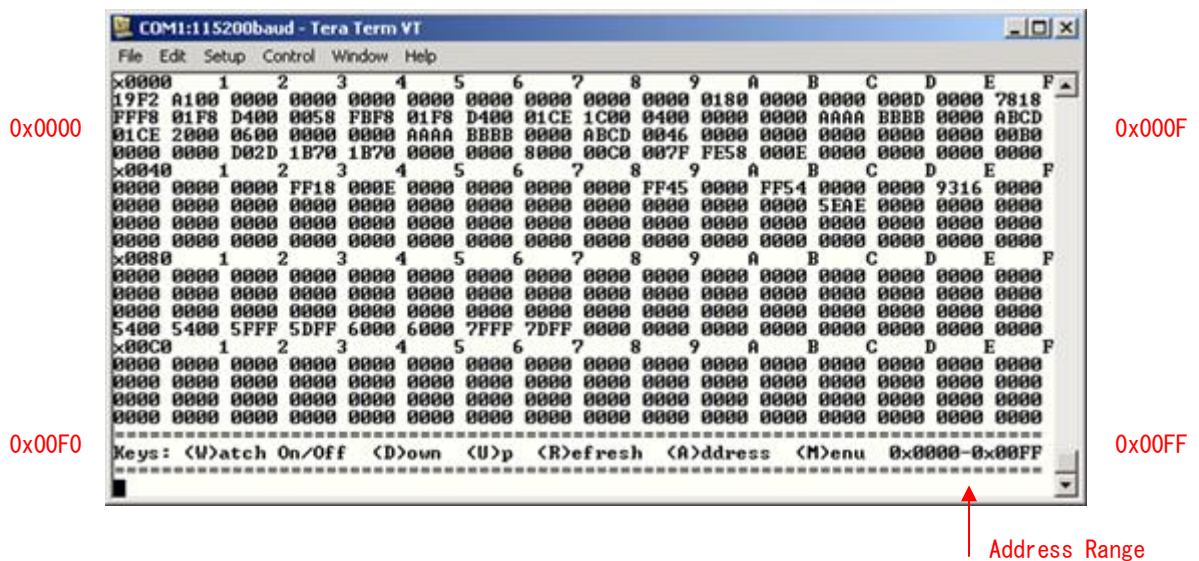 COM1:115200baud - Tera Term VT
File Edit Setup Control Window Help
x0000 1 2 3 4 5 6 7 8 9 A B C D E F
19F2 A100 0000 0000 0000 0000 0000 0000 0000 0000 0180 0000 0000 000D 0000 7818
FFF8 01F8 D400 0058 FBF8 01F8 D400 01CE 1C00 0400 0000 0000 AAAA BBBB 0000 ABCD
0x0000
0x000F
01CE 2000 0600 0000 0000 AAAA BBBB 0000 ABCD 0046 0000 0000 0000 0000 0000 00B0
0000 0000 D02D 1B70 1B70 0000 0000 8000 00C0 007F FE58 000E 0000 0000 0000 0000
x0040 1 2 3 4 5 6 7 8 9 A B C D E F
0000 0000 0000 FF18 000E 0000 0000 0000 0000 FF45 0000 FF54 0000 0000 9316 0000
0000 0000 0000 0000 0000 0000 0000 0000 0000 0000 0000 0000 5EAE 0000 0000 0000
0000 0000 0000 0000 0000 0000 0000 0000 0000 0000 0000 0000 0000 0000 0000 0000
0000 0000 0000 0000 0000 0000 0000 0000 0000 0000 0000 0000 0000 0000 0000 0000
x0080 1 2 3 4 5 6 7 8 9 A B C D E F
0000 0000 0000 0000 0000 0000 0000 0000 0000 0000 0000 0000 0000 0000 0000 0000
0000 0000 0000 0000 0000 0000 0000 0000 0000 0000 0000 0000 0000 0000 0000 0000
0000 0000 0000 0000 0000 0000 0000 0000 0000 0000 0000 0000 0000 0000 0000 0000
5400 5400 5FFF 5DFF 6000 6000 7FFF 7DFF 0000 0000 0000 0000 0000 0000 0000 0000
x00C0 1 2 3 4 5 6 7 8 9 A B C D E F
0000 0000 0000 0000 0000 0000 0000 0000 0000 0000 0000 0000 0000 0000 0000 0000
0000 0000 0000 0000 0000 0000 0000 0000 0000 0000 0000 0000 0000 0000 0000 0000
0000 0000 0000 0000 0000 0000 0000 0000 0000 0000 0000 0000 0000 0000 0000 0000
0000 0000 0000 0000 0000 0000 0000 0000 0000 0000 0000 0000 0000 0000 0000 0000
0x00F0
0x00FF
Keys: (W)atch On/Off (D)own (U)p (R)efresh (A)ddress (M)enu 0x0000-0x00FF
Address Range